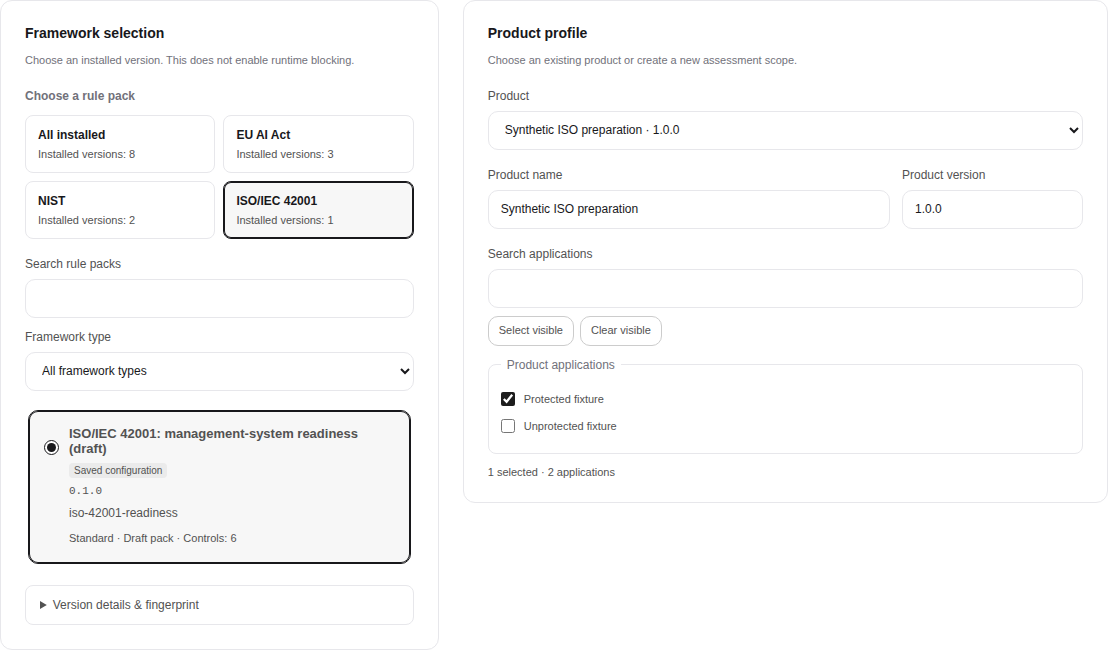 Framework selection
Choose an installed version. This does not enable runtime blocking.
Choose a rule pack
All installed
Installed versions: 8
EU AI Act
Installed versions: 3
NIST
Installed versions: 2
ISO/IEC 42001
Installed versions: 1
Search rule packs
Framework type
All framework types
ISO/IEC 42001: management-system readiness
(draft)
Saved configuration
0.1.0
iso-42001-readiness
Standard · Draft pack · Controls: 6
Version details & fingerprint
Product profile
Choose an existing product or create a new assessment scope.
Product
Synthetic ISO preparation · 1.0.0
Product name
Product version
Synthetic ISO preparation
1.0.0
Search applications
Select visible
Clear visible
Product applications
Protected fixture
Unprotected fixture
1 selected · 2 applications